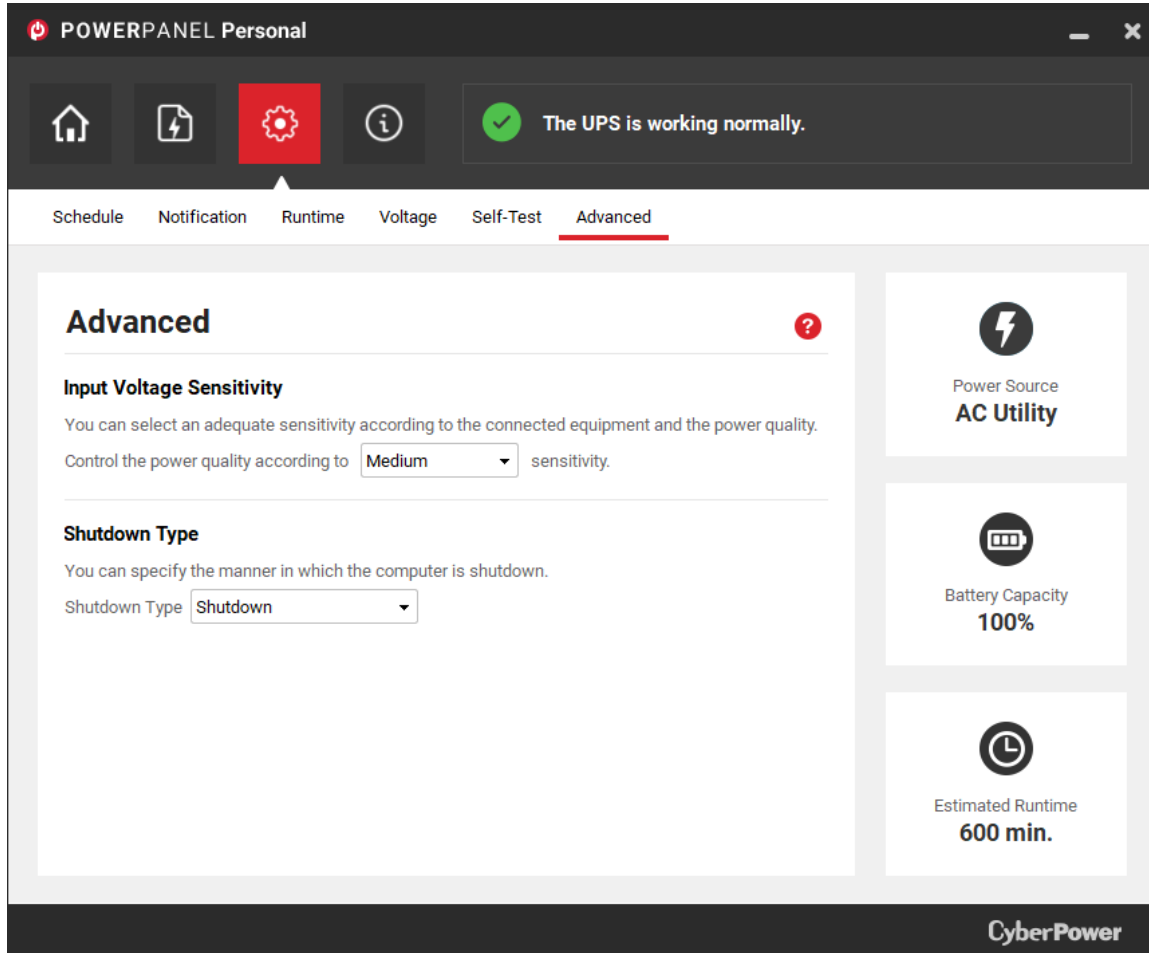 POWERPANEL Personal
The UPS is working normally.
Schedule Notification Runtime Voltage Self-Test Advanced
Advanced
?
Input Voltage Sensitivity
You can select an adequate sensitivity according to the connected equipment and the power quality.
Control the power quality according to Medium sensitivity.
Shutdown Type
You can specify the manner in which the computer is shutdown.
Shutdown Type Shutdown
Power Source
AC Utility
Battery Capacity
100%
Estimated Runtime
600 min.
CyberPower